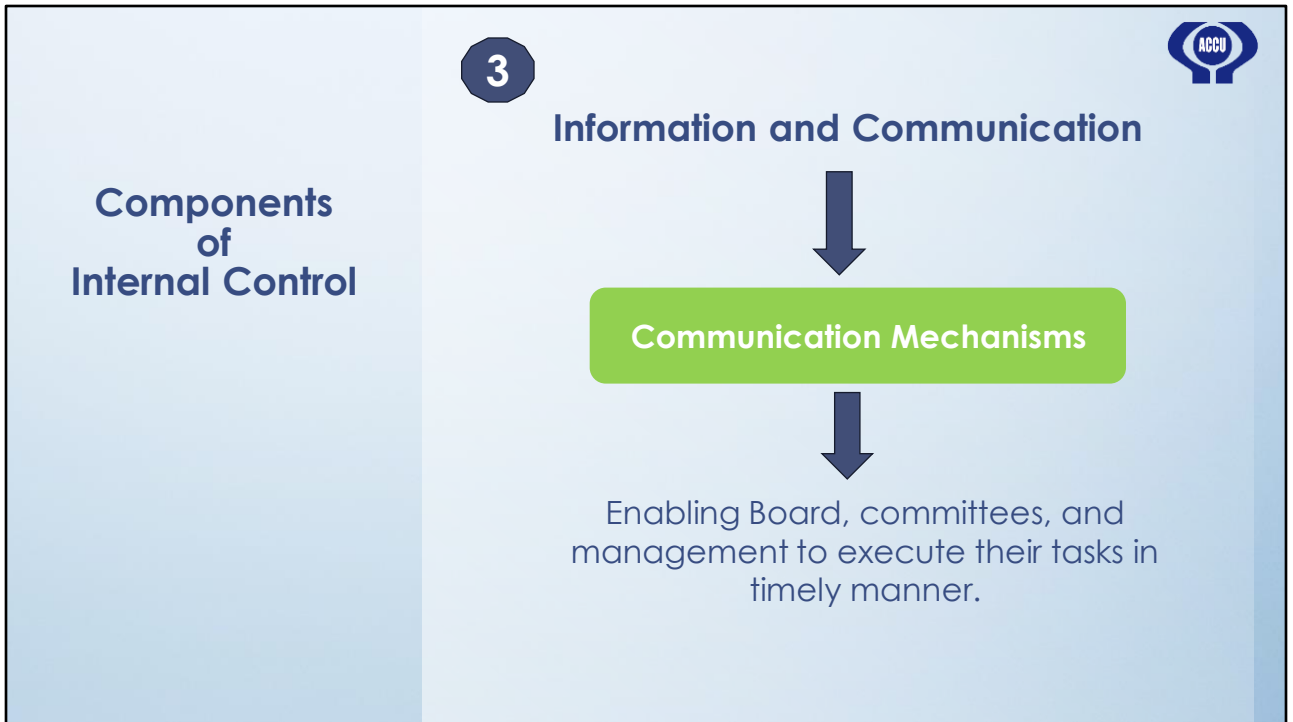 3
ACCU
Information and Communication
Components
of
Internal Control
Communication Mechanisms
Enabling Board, committees, and
management to execute their tasks in
timely manner.